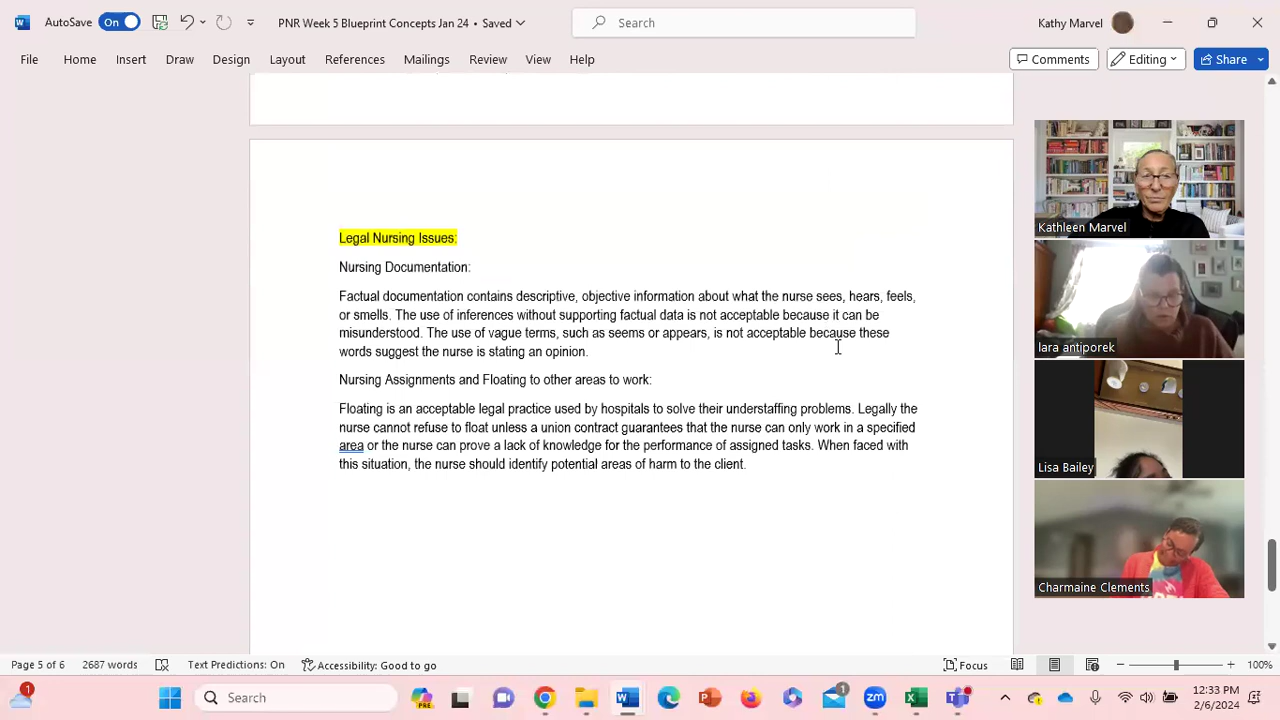 AutoSave On PNR Week 5 Blueprint Concepts Jan 24 • Saved Search Kathy Marvel
File Home Insert Draw Design Layout References Mailings Review View Help Comments Editing Share
Legal Nursing Issues:
Nursing Documentation:
Factual documentation contains descriptive, objective information about what the nurse sees, hears, feels,
or smells. The use of inferences without supporting factual data is not acceptable because it can be
misunderstood. The use of vague terms, such as seems or appears, is not acceptable because these
words suggest the nurse is stating an opinion.
Nursing Assignments and Floating to other areas to work:
Floating is an acceptable legal practice used by hospitals to solve their understaffing problems. Legally the
nurse cannot refuse to float unless a union contract guarantees that the nurse can only work in a specified
area or the nurse can prove a lack of knowledge for the performance of assigned tasks. When faced with
this situation, the nurse should identify potential areas of harm to the client.
Kathleen Marvel
lara antiporek
Lisa Bailey
Charmaine Clements
Page 5 of 6 2687 words Text Predictions: On Accessibility: Good to go Focus 100%
1 Search PRE 1 12:33 PM
2/6/2024